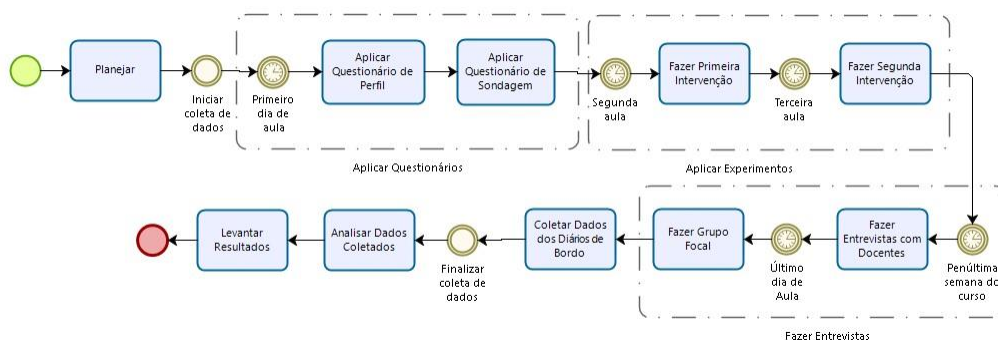 Planejar
Iniciar
coleta de
dados
Primeiro
dia de
aula
Aplicar
Questionário de
Perfil
Aplicar
Questionário de
Sondagem
Aplicar Questionários
Segunda
aula
Fazer Primeira
Intervenção
Terceira
aula
Fazer Segunda
Intervenção
Aplicar Experimentos
Penúltima
semana do
curso
Fazer
Entrevistas com
Docentes
Último
dia de
Aula
Fazer Grupo
Focal
Fazer Entrevistas
Coletar Dados
dos Diários de
Bordo
Finalizar
coleta de
dados
Analisar Dados
Coletados
Levantar
Resultados